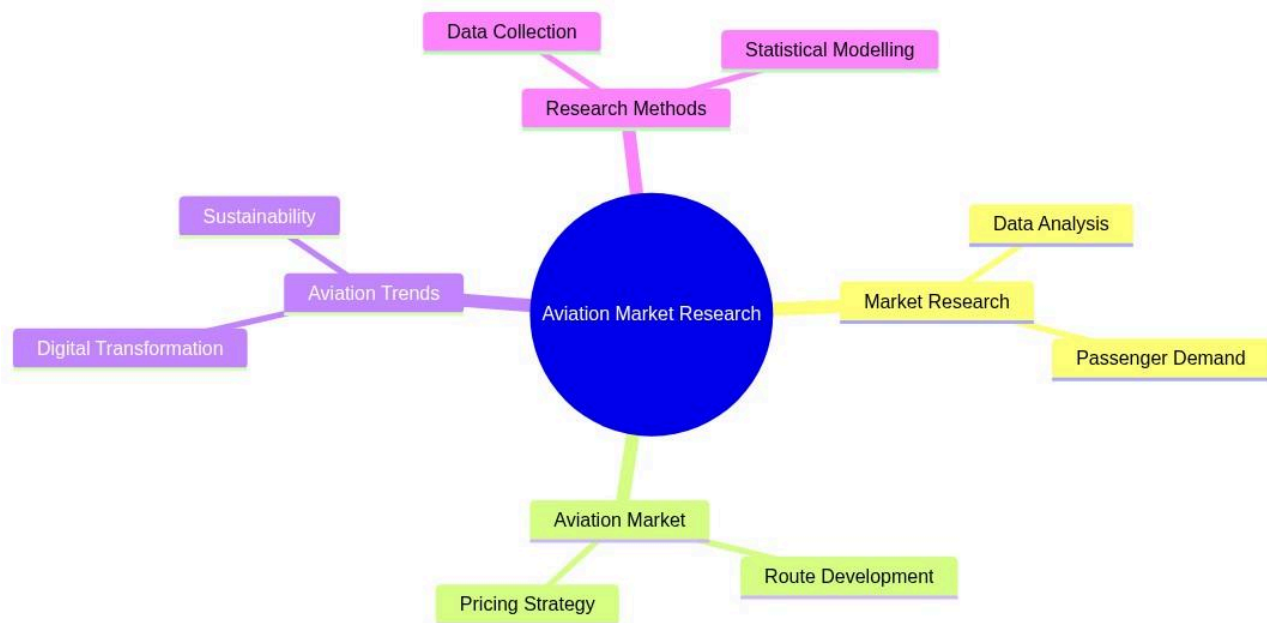 Data Collection
Statistical Modelling
Research Methods
Sustainability
Data Analysis
Aviation Trends
Market Research
Aviation Market Research
Digital Transformation
Passenger Demand
Aviation Market
Route Development
Pricing Strategy